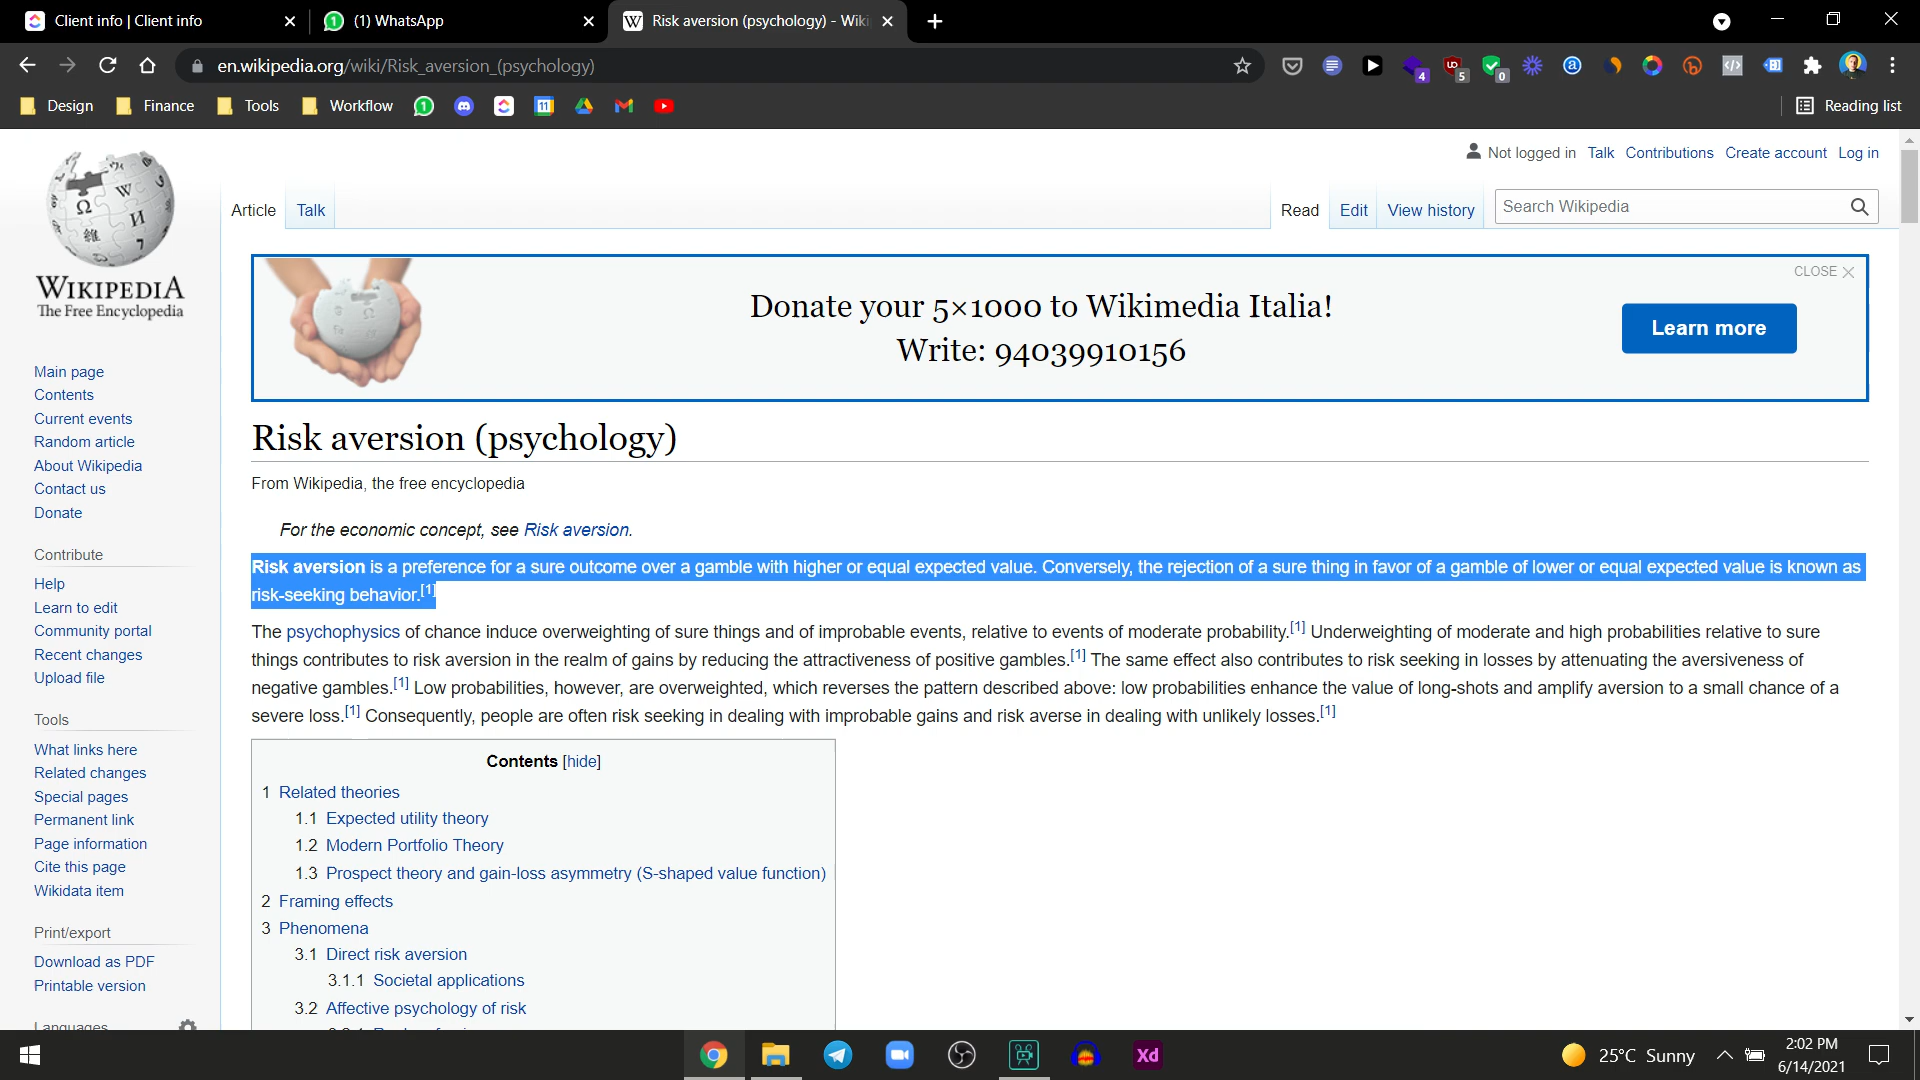 Client info | Client info
(1) WhatsApp
Risk aversion (psychology) - Wiki
en.wikipedia.org/wiki/Risk_aversion_(psychology)
4
5
0
Design
Finance
Tools
Workflow
Reading list
Not logged in Talk Contributions Create account Log in
WIKIPEDIA
The Free Encyclopedia
Article Talk
Read Edit View history
Search Wikipedia
CLOSE
Donate your 5×1000 to Wikimedia Italia!
Write: 94039910156
Learn more
Main page
Contents
Current events
Random article
About Wikipedia
Contact us
Donate
Contribute
Help
Learn to edit
Community portal
Recent changes
Upload file
Tools
What links here
Related changes
Special pages
Permanent link
Page information
Cite this page
Wikidata item
Print/export
Download as PDF
Printable version
Languages
Risk aversion (psychology)
From Wikipedia, the free encyclopedia
For the economic concept, see Risk aversion.
Risk aversion is a preference for a sure outcome over a gamble with higher or equal expected value. Conversely, the rejection of a sure thing in favor of a gamble of lower or equal expected value is known as
risk-seeking behavior.[1]
The psychophysics of chance induce overweighting of sure things and of improbable events, relative to events of moderate probability.[1] Underweighting of moderate and high probabilities relative to sure
things contributes to risk aversion in the realm of gains by reducing the attractiveness of positive gambles.[1] The same effect also contributes to risk seeking in losses by attenuating the aversiveness of
negative gambles.[1] Low probabilities, however, are overweighted, which reverses the pattern described above: low probabilities enhance the value of long-shots and amplify aversion to a small chance of a
severe loss.[1] Consequently, people are often risk seeking in dealing with improbable gains and risk averse in dealing with unlikely losses.[1]
Contents [hide]
1 Related theories
1.1 Expected utility theory
1.2 Modern Portfolio Theory
1.3 Prospect theory and gain-loss asymmetry (S-shaped value function)
2 Framing effects
3 Phenomena
3.1 Direct risk aversion
3.1.1 Societal applications
3.2 Affective psychology of risk
Xd
25°C Sunny
2:02 PM
6/14/2021